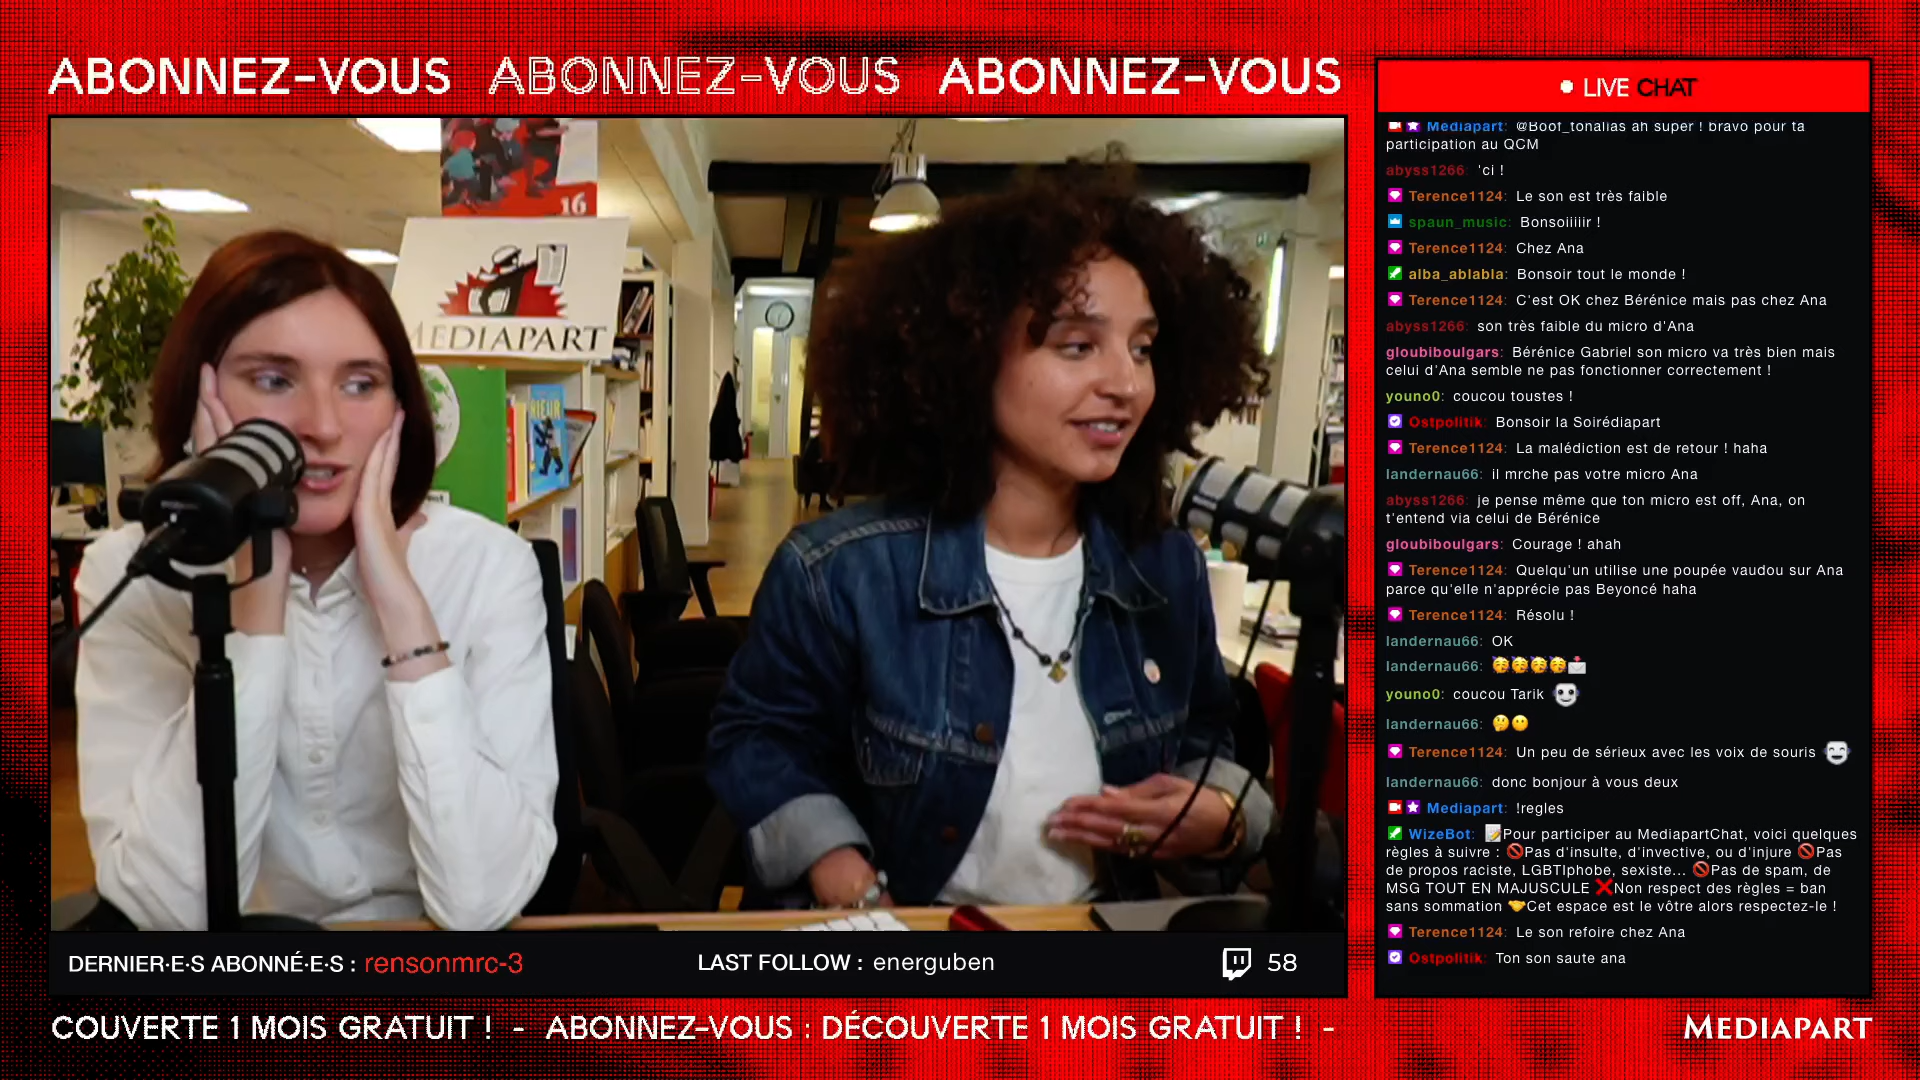 ABONNEZ-VOUS ABONNEZ-VOUS ABONNEZ-VOUS
16
MEDIAPART
DERNIER·E·S ABONNÉ·E·S : rensonmrc-3
LAST FOLLOW : energuben
58
COUVERTE 1 MOIS GRATUIT ! - ABONNEZ-VOUS : DÉCOUVERTE 1 MOIS GRATUIT ! -
LIVE CHAT
Mediapart: @Boof_tonalias ah super ! bravo pour ta
participation au QCM
abyss1266: 'ci !
Terence1124: Le son est très faible
spaun_music: Bonsoiiiiir !
Terence1124: Chez Ana
alba_ablabla: Bonsoir tout le monde !
Terence1124: C'est OK chez Bérénice mais pas chez Ana
abyss1266: son très faible du micro d'Ana
gloubiboulgars: Bérénice Gabriel son micro va très bien mais
celui d'Ana semble ne pas fonctionner correctement !
youno0: coucou toustes !
Ostpolitik: Bonsoir la Soirédiapart
Terence1124: La malédiction est de retour ! haha
landernau66: il mrche pas votre micro Ana
abyss1266: je pense même que ton micro est off, Ana, on
t'entend via celui de Bérénice
gloubiboulgars: Courage ! ahah
Terence1124: Quelqu'un utilise une poupée vaudou sur Ana
parce qu'elle n'apprécie pas Beyoncé haha
Terence1124: Résolu !
landernau66: OK
landernau66: 🥳🥳🥳🥳📩
youno0: coucou Tarik
landernau66: 🤔😶
Terence1124: Un peu de sérieux avec les voix de souris
landernau66: donc bonjour à vous deux
Mediapart: !regles
WizeBot: 📝Pour participer au MediapartChat, voici quelques
règles à suivre : 🚫Pas d'insulte, d'invective, ou d'injure 🚫Pas
de propos raciste, LGBTIphobe, sexiste... 🚫Pas de spam, de
MSG TOUT EN MAJUSCULE ❌Non respect des règles = ban
sans sommation 🤝Cet espace est le vôtre alors respectez-le !
Terence1124: Le son refoire chez Ana
Ostpolitik: Ton son saute ana
MEDIAPART